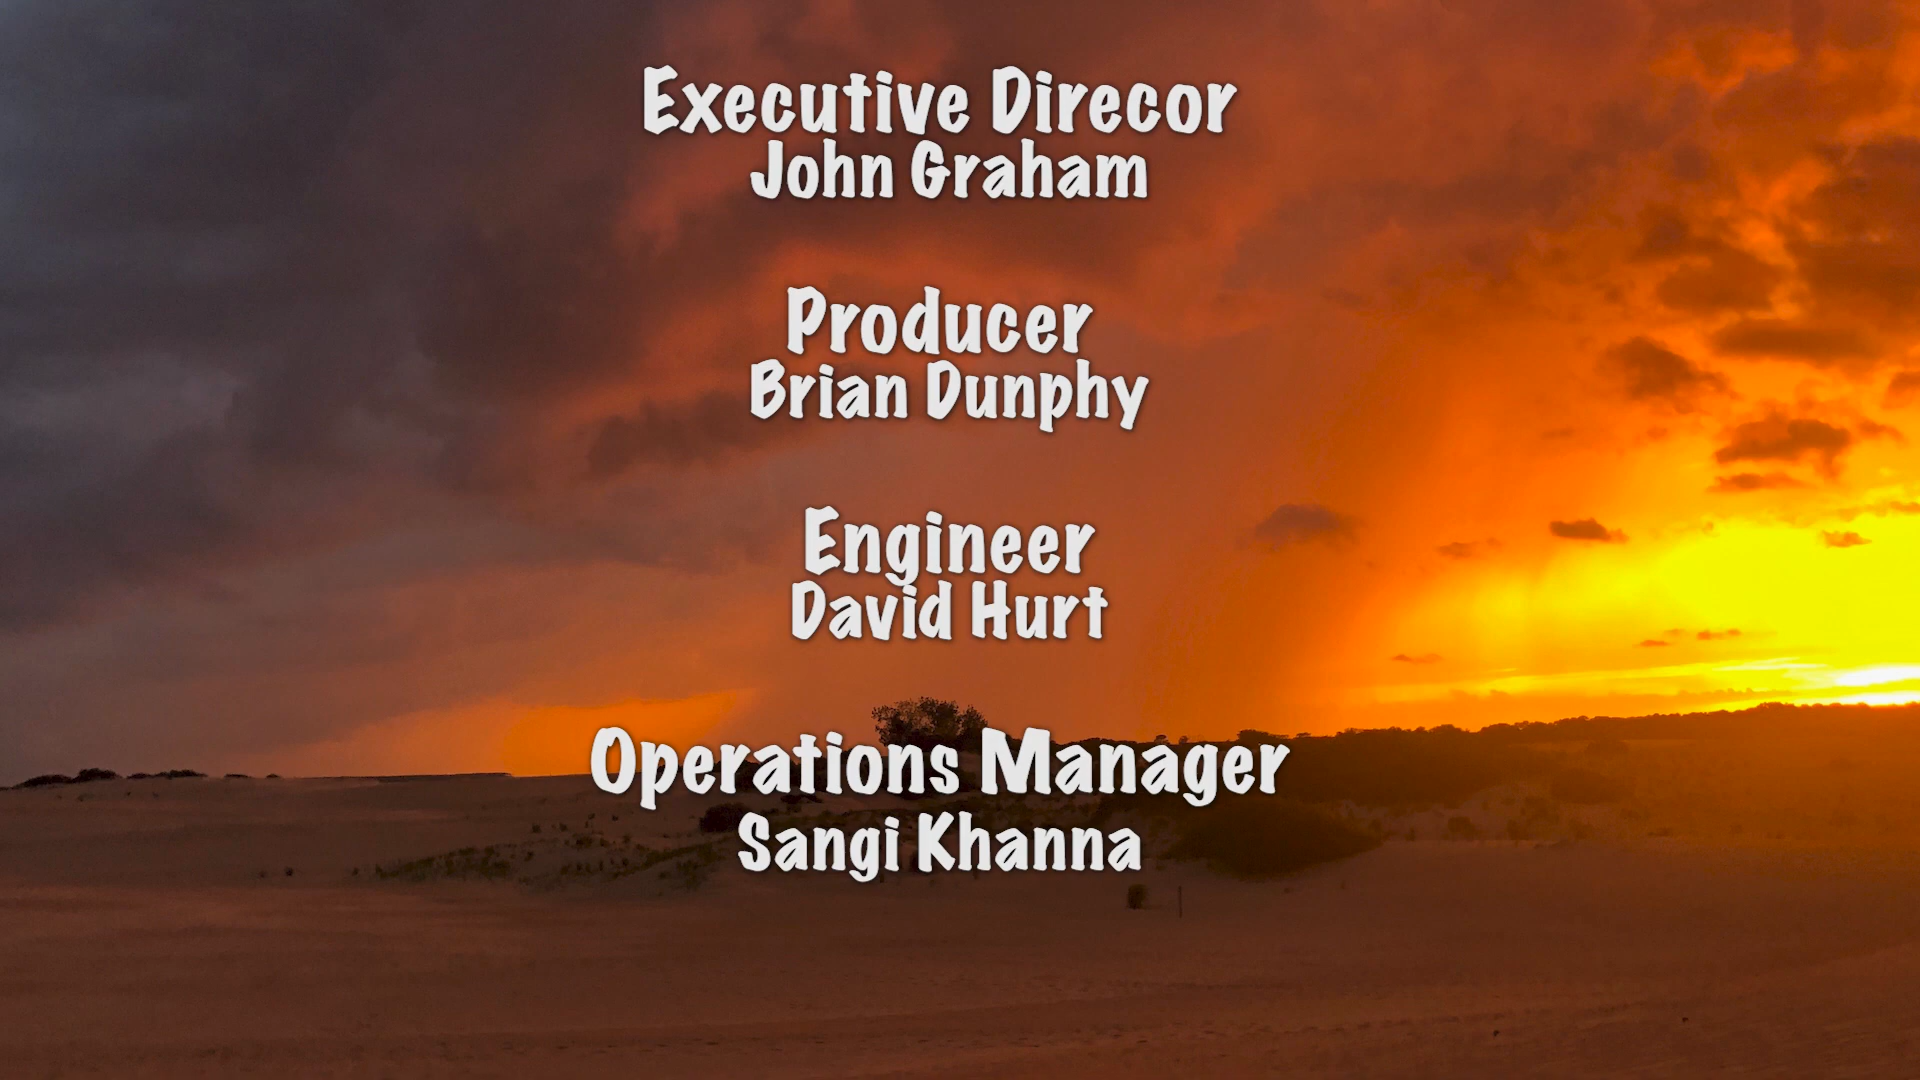 Executive Direcor
John Graham
Producer
Brian Dunphy
Engineer
David Hurt
Operations Manager
Sangi Khanna